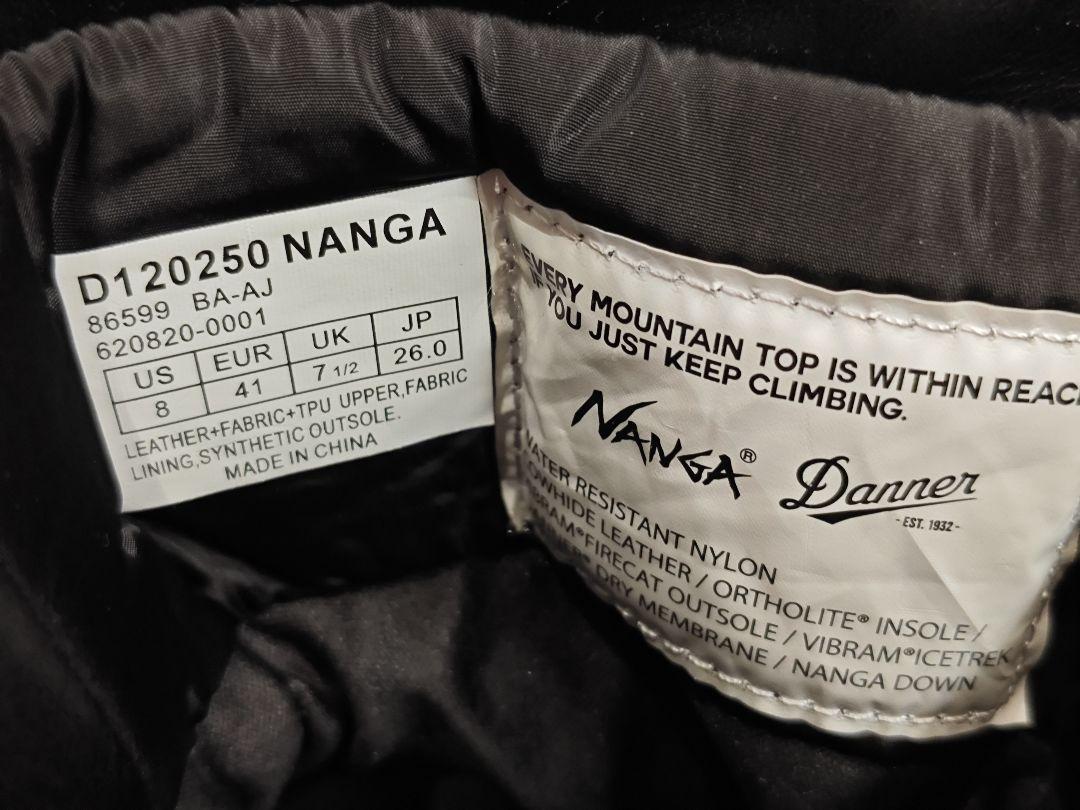 D120250 NANGA
86599 BA-AJ
620820-0001
US EUR UK JP
8 41 7 1/2 26.0
LEATHER+FABRIC+TPU UPPER,FABRIC
LINING,SYNTHETIC OUTSOLE.
MADE IN CHINA
EVERY MOUNTAIN TOP IS WITHIN REAC
IF YOU JUST KEEP CLIMBING.
NANGA®
Danner
-EST. 1932-
WATER RESISTANT NYLON
COWHIDE LEATHER / ORTHOLITE® INSOLE /
VIBRAM®FIRECAT OUTSOLE / VIBRAM®ICETREK
DANNER® DRY MEMBRANE / NANGA DOWN